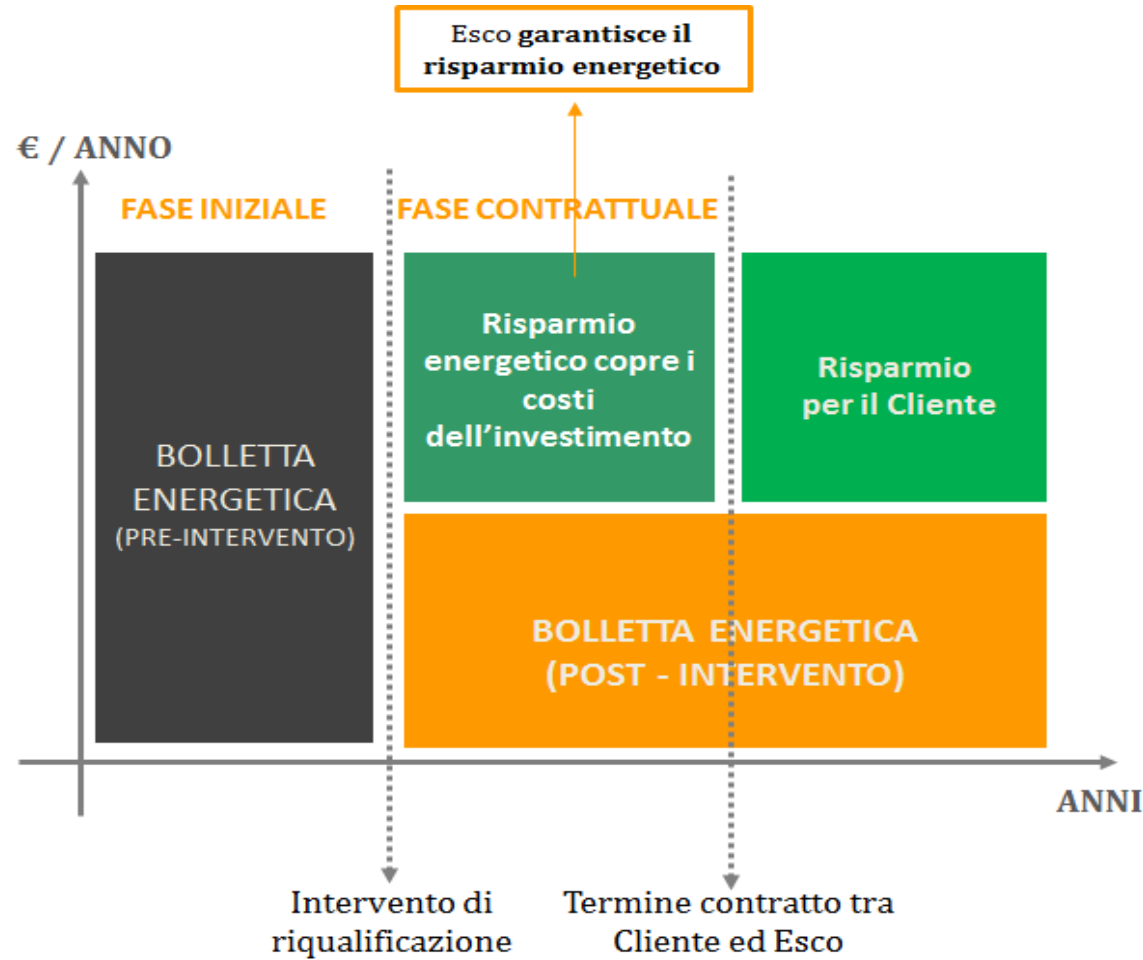 Esco garantisce il
risparmio energetico
€ / ANNO
FASE INIZIALE
FASE CONTRATTUALE
BOLLETTA
ENERGETICA
(PRE-INTERVENTO)
Risparmio
energetico copre i
costi
dell’investimento
Risparmio
per il Cliente
BOLLETTA ENERGETICA
(POST - INTERVENTO)
ANNI
Intervento di
riqualificazione
Termine contratto tra
Cliente ed Esco